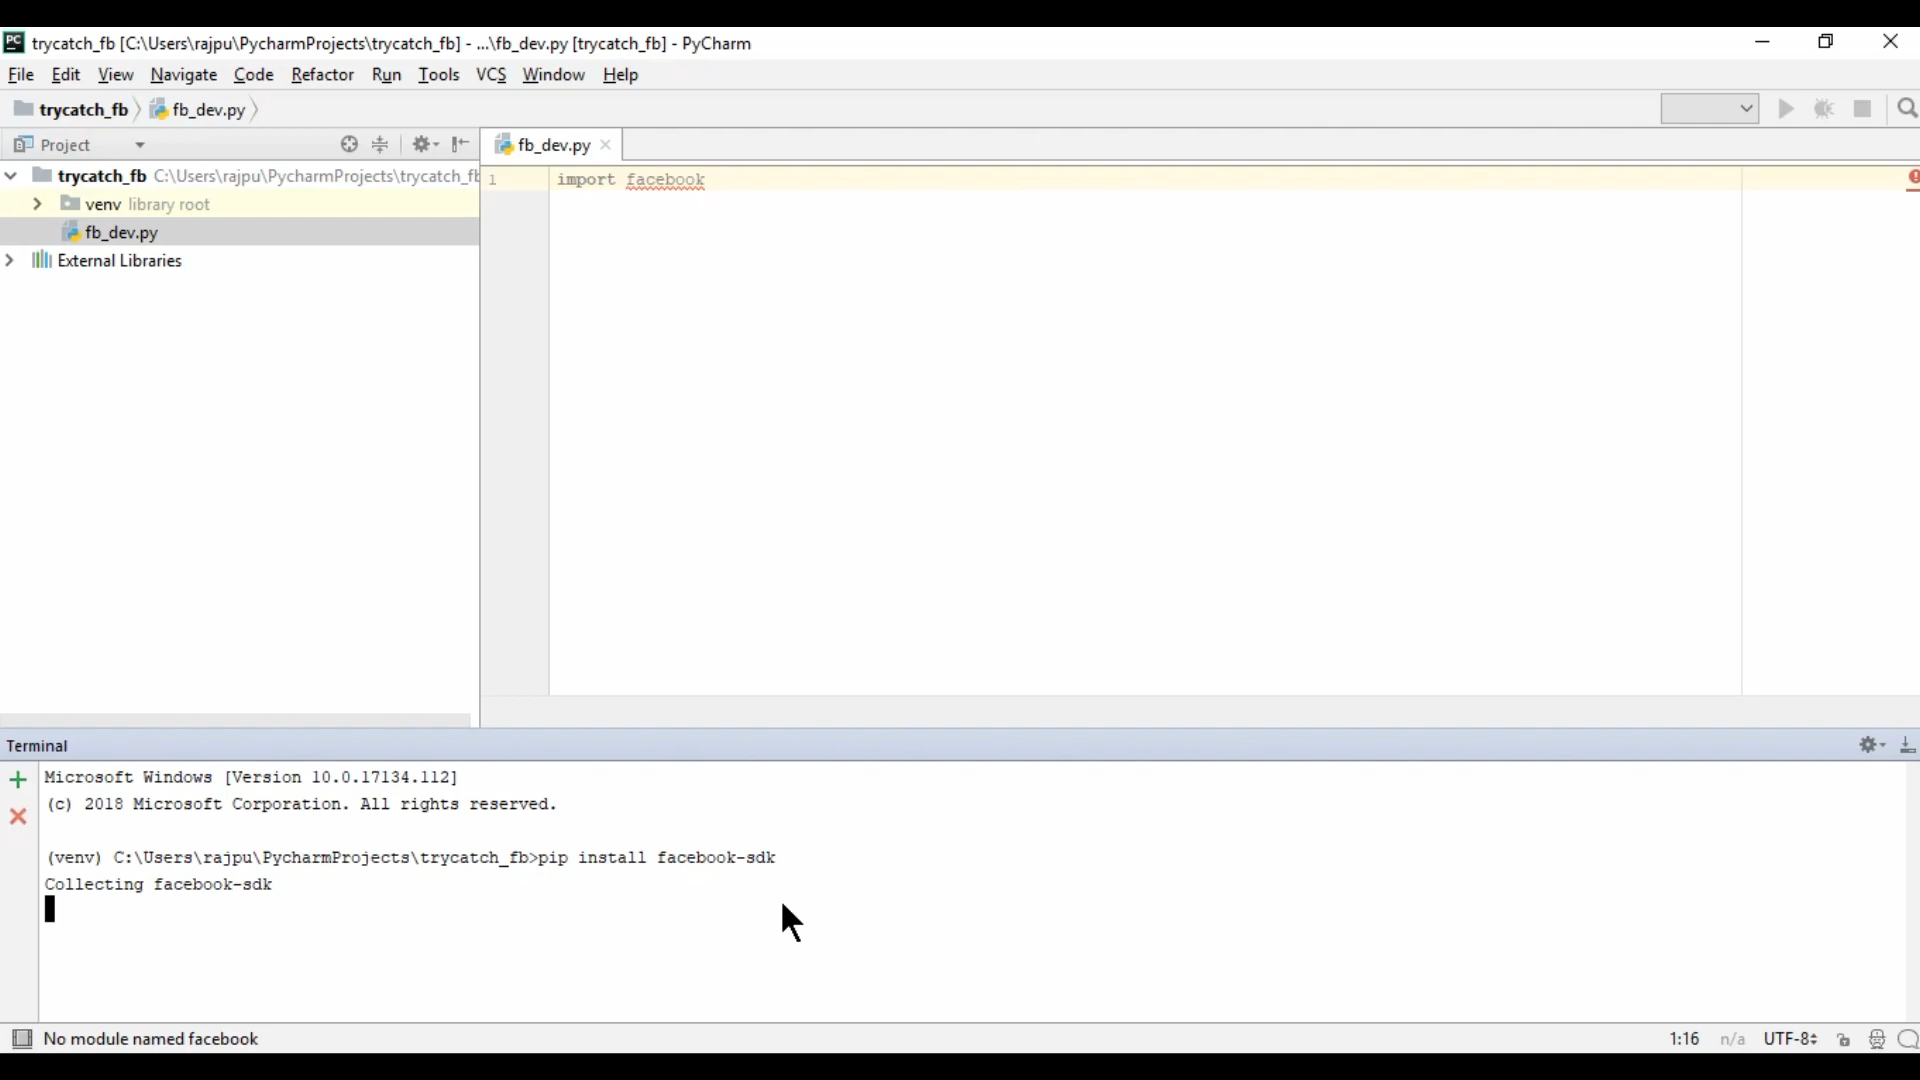 PC trycatch_fb [C:\Users\rajpu\PycharmProjects\trycatch_fb] - ...\fb_dev.py [trycatch_fb] - PyCharm
File Edit View Navigate Code Refactor Run Tools VCS Window Help
trycatch_fb fb_dev.py
Project
fb_dev.py
trycatch_fb C:\Users\rajpu\PycharmProjects\trycatch_fb
1 import facebook
venv library root
fb_dev.py
External Libraries
Terminal
Microsoft Windows [Version 10.0.17134.112]
(c) 2018 Microsoft Corporation. All rights reserved.
(venv) C:\Users\rajpu\PycharmProjects\trycatch_fb>pip install facebook-sdk
Collecting facebook-sdk
No module named facebook 1:16 n/a UTF-8